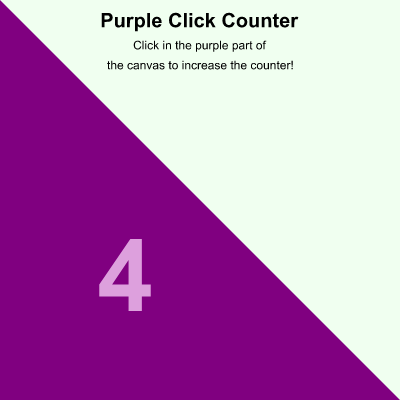 Purple Click Counter
Click in the purple part of
the canvas to increase the counter!
4